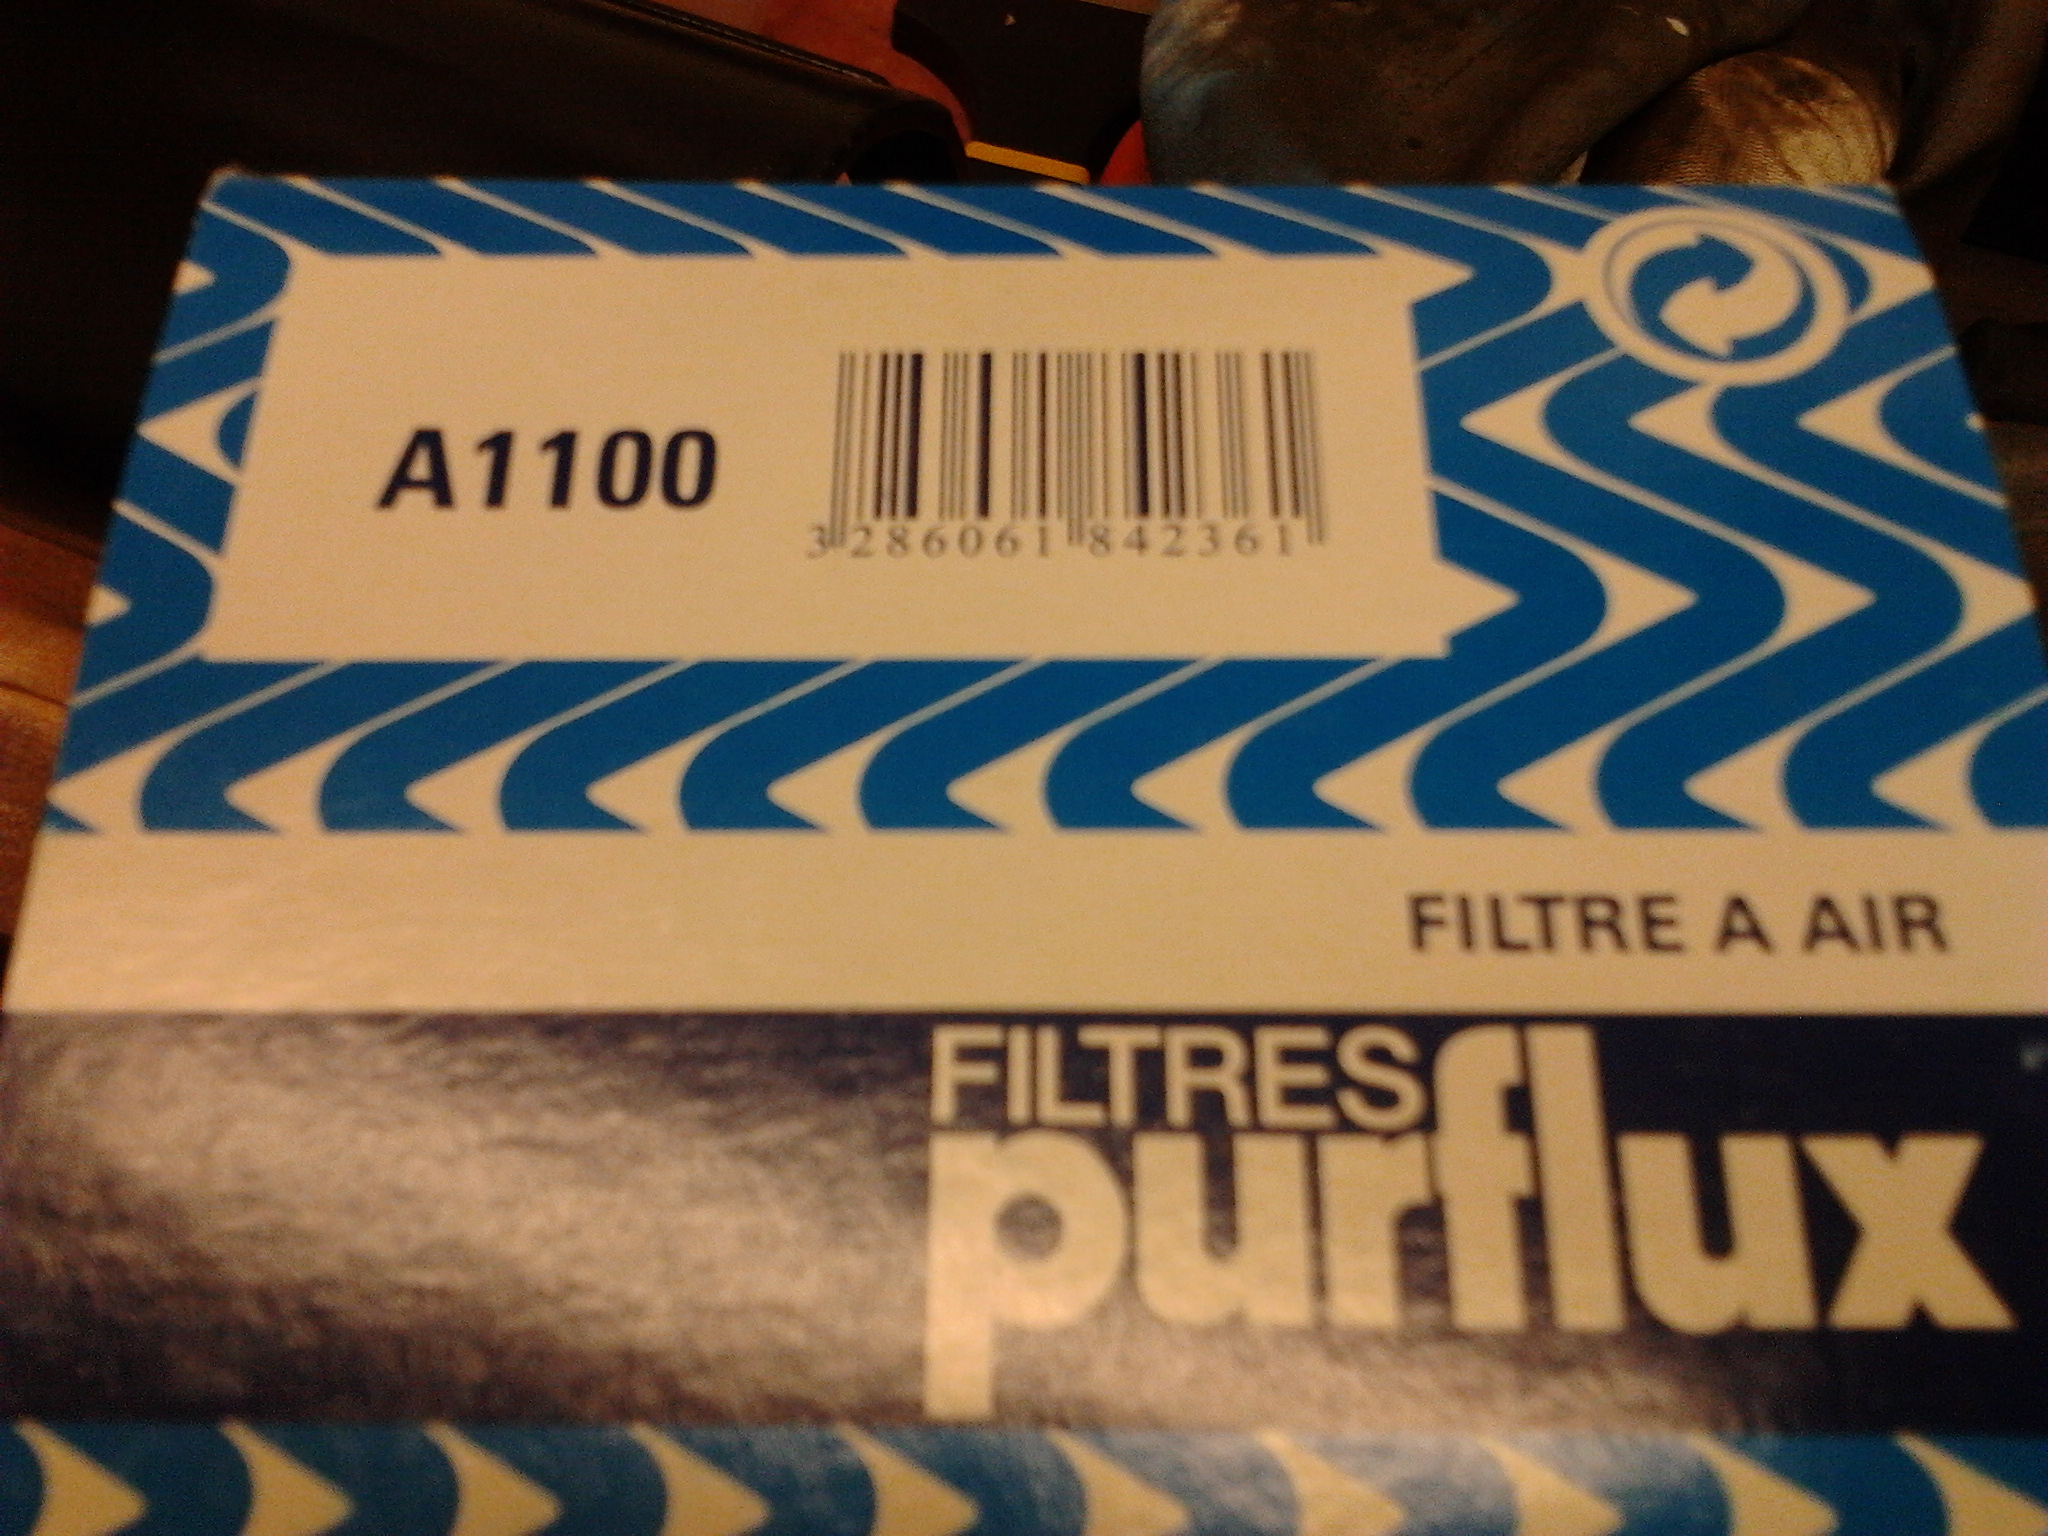 A1100
3 286061 842361
FILTRE A AIR
FILTRES
purflux